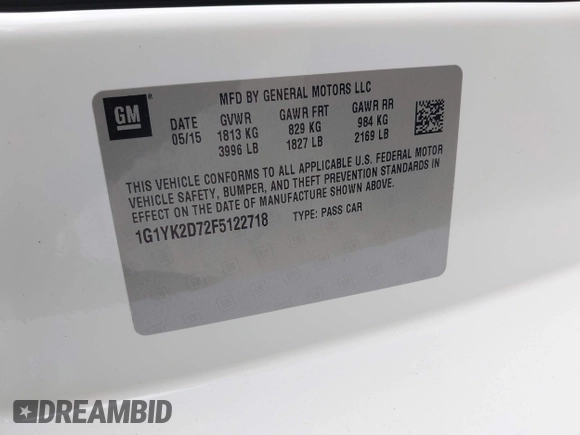 MFD BY GENERAL MOTORS LLC
GM
DATE GVWR GAWR FRT GAWR RR
05/15 1813 KG 829 KG 984 KG
3996 LB 1827 LB 2169 LB
THIS VEHICLE CONFORMS TO ALL APPLICABLE U.S. FEDERAL MOTOR
VEHICLE SAFETY, BUMPER, AND THEFT PREVENTION STANDARDS IN
EFFECT ON THE DATE OF MANUFACTURE SHOWN ABOVE.
1G1YK2D72F5122718 TYPE: PASS CAR
DREAMBID